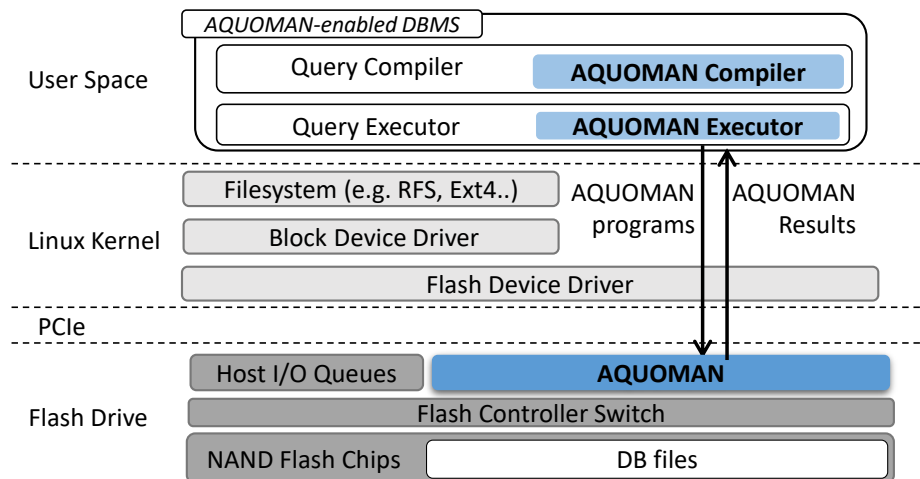 AQUOMAN-enabled DBMS
User Space
Query Compiler
AQUOMAN Compiler
Query Executor
AQUOMAN Executor
Linux Kernel
Filesystem (e.g. RFS, Ext4..)
Block Device Driver
Flash Device Driver
AQUOMAN
programs
AQUOMAN
Results
PCIe
Flash Drive
Host I/O Queues
AQUOMAN
Flash Controller Switch
NAND Flash Chips
DB files